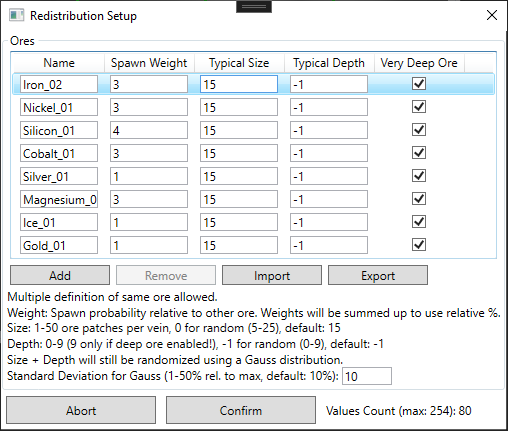 Redistribution Setup
Ores
Name Spawn Weight Typical Size Typical Depth Very Deep Ore
Iron_02 3 15 -1
Nickel_01 3 15 -1
Silicon_01 4 15 -1
Cobalt_01 3 15 -1
Silver_01 1 15 -1
Magnesium_0 3 15 -1
Ice_01 1 15 -1
Gold_01 1 15 -1
Add Remove Import Export
Multiple definition of same ore allowed.
Weight: Spawn probability relative to other ore. Weights will be summed up to use relative %.
Size: 1-50 ore patches per vein, 0 for random (5-25), default: 15
Depth: 0-9 (9 only if deep ore enabled!), -1 for random (0-9), default: -1
Size + Depth will still be randomized using a Gauss distribution.
Standard Deviation for Gauss (1-50% rel. to max, default: 10%): 10
Abort Confirm Values Count (max: 254): 80